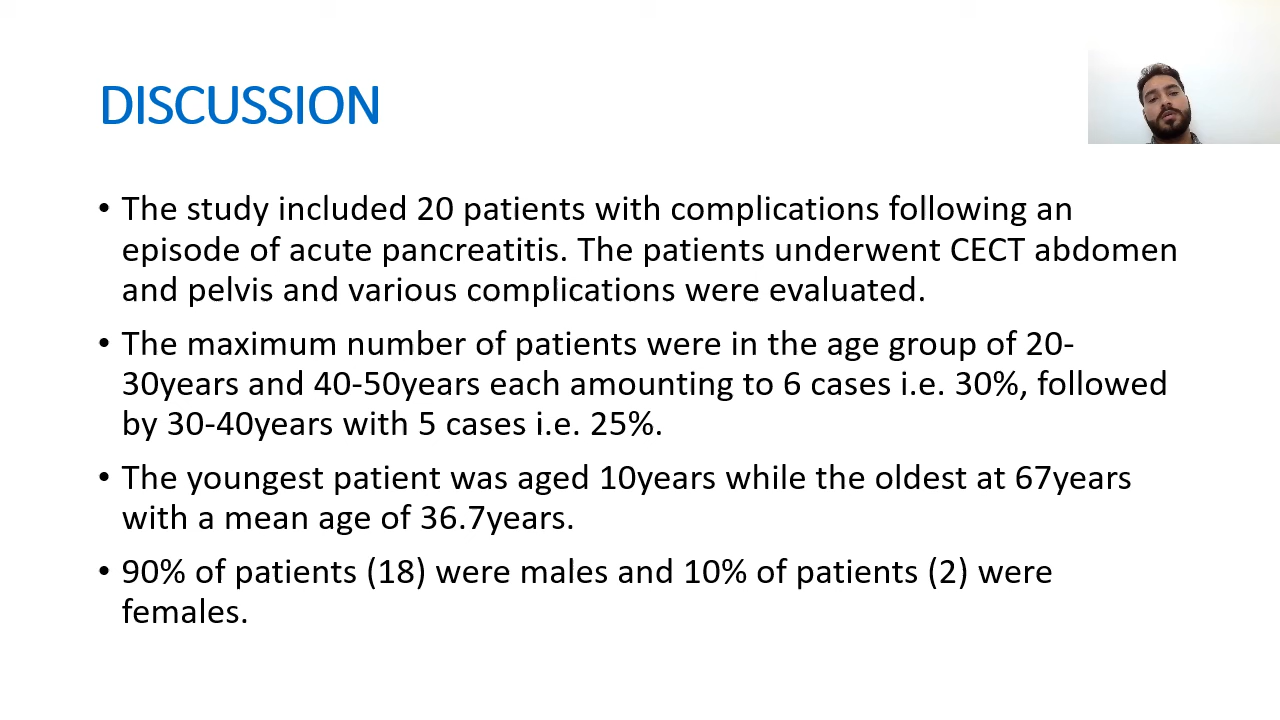 DISCUSSION
• The study included 20 patients with complications following an
episode of acute pancreatitis. The patients underwent CECT abdomen
and pelvis and various complications were evaluated.
• The maximum number of patients were in the age group of 20-
30years and 40-50years each amounting to 6 cases i.e. 30%, followed
by 30-40years with 5 cases i.e. 25%.
• The youngest patient was aged 10years while the oldest at 67years
with a mean age of 36.7years.
• 90% of patients (18) were males and 10% of patients (2) were
females.